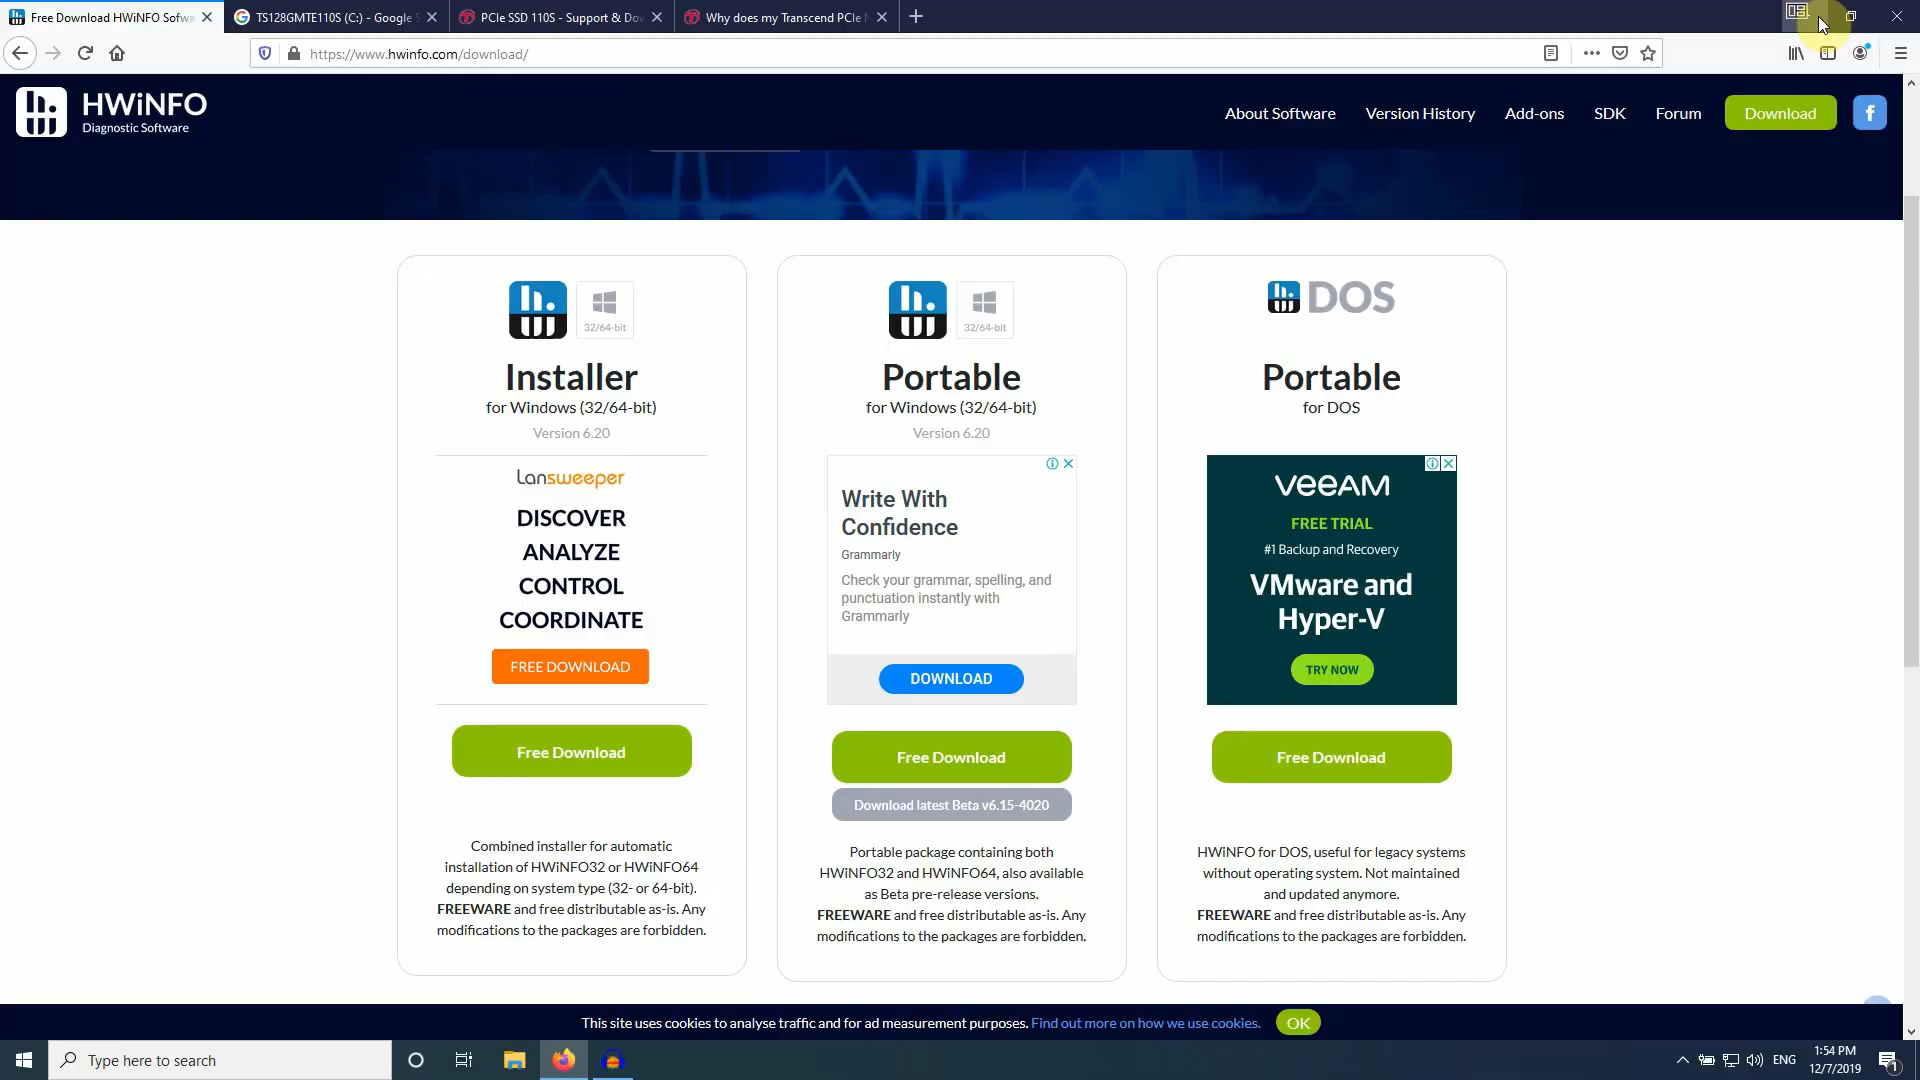 Free Download HWiNFO Sofwa
TS128GMTE110S (C:) - Google S
PCIe SSD 110S - Support & Dow
Why does my Transcend PCIe N
https://www.hwinfo.com/download/
HWiNFO
Diagnostic Software
About Software
Version History
Add-ons
SDK
Forum
Download
f
32/64-bit
Installer
for Windows (32/64-bit)
Version 6.20
Lansweeper
DISCOVER
ANALYZE
CONTROL
COORDINATE
FREE DOWNLOAD
Free Download
Combined installer for automatic
installation of HWiNFO32 or HWiNFO64
depending on system type (32- or 64-bit).
FREEWARE and free distributable as-is. Any
modifications to the packages are forbidden.
32/64-bit
Portable
for Windows (32/64-bit)
Version 6.20
Write With
Confidence
Grammarly
Check your grammar, spelling, and
punctuation instantly with
Grammarly
DOWNLOAD
Free Download
Download latest Beta v6.15-4020
Portable package containing both
HWiNFO32 and HWiNFO64, also available
as Beta pre-release versions.
FREEWARE and free distributable as-is. Any
modifications to the packages are forbidden.
DOS
Portable
for DOS
VEEAM
FREE TRIAL
#1 Backup and Recovery
VMware and
Hyper-V
TRY NOW
Free Download
HWiNFO for DOS, useful for legacy systems
without operating system. Not maintained
and updated anymore.
FREEWARE and free distributable as-is. Any
modifications to the packages are forbidden.
This site uses cookies to analyse traffic and for ad measurement purposes. Find out more on how we use cookies.
OK
Type here to search
ENG
1:54 PM
12/7/2019
1